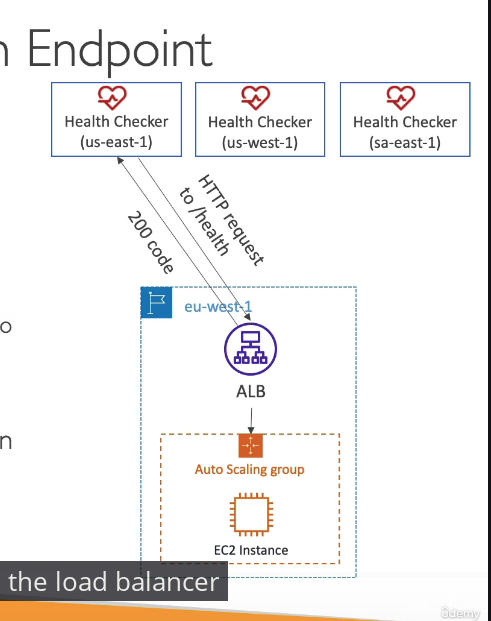 n Endpoint
Health Checker
(us-east-1)
Health Checker
(us-west-1)
Health Checker
(sa-east-1)
HTTP request
to /health
200 code
o
eu-west-1
ALB
n
Auto Scaling group
EC2 Instance
the load balancer
ûdemy